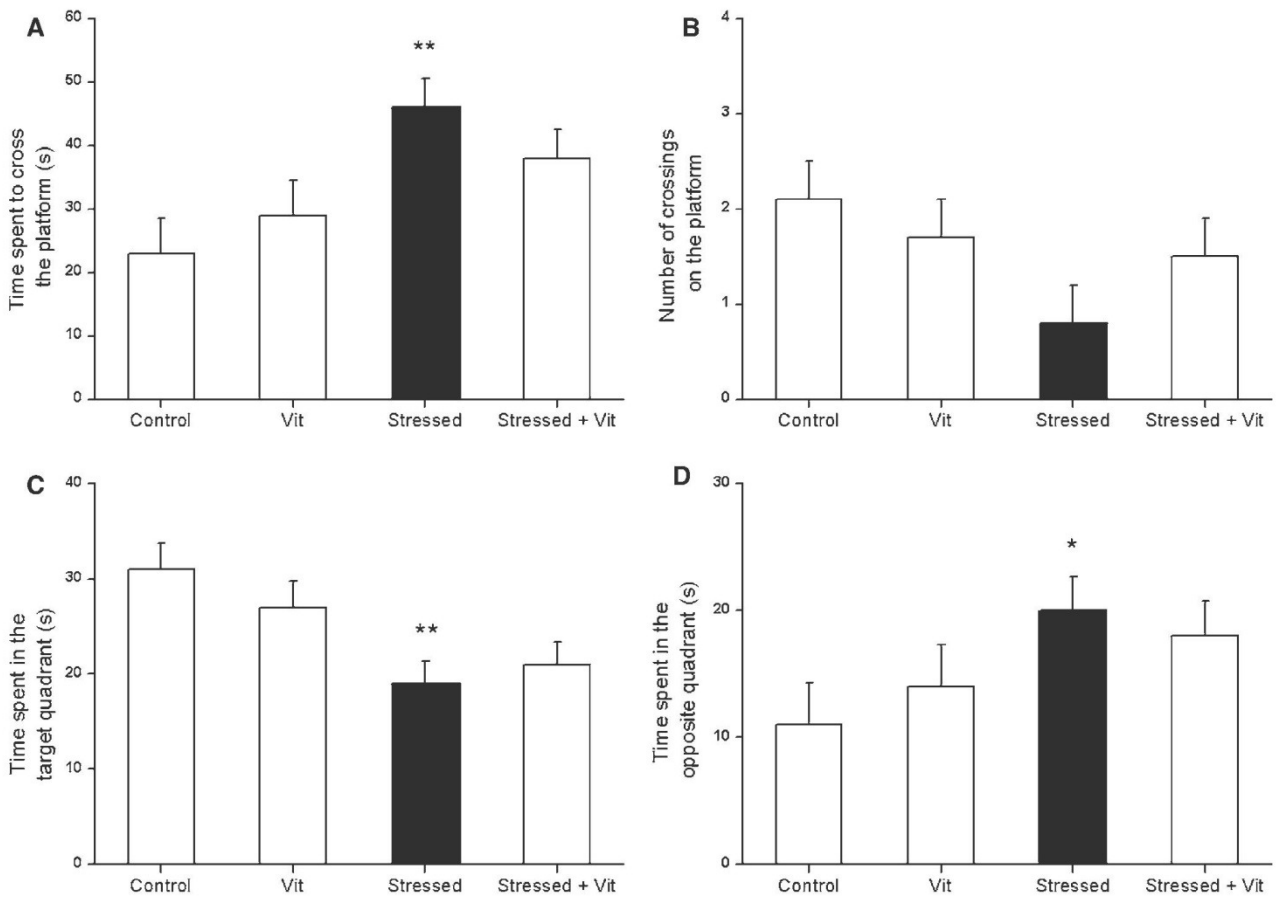 A
Time spent to cross
the platform (s)
60
50
40
30
20
10
0
**
Control Vit Stressed Stressed + Vit
B
Number of crossings
on the platform
4
3
2
1
0
Control Vit Stressed Stressed + Vit
C
Time spent in the
target quadrant (s)
40
30
20
10
0
**
Control Vit Stressed Stressed + Vit
D
Time spent in the
opposite quadrant (s)
30
20
10
0
*
Control Vit Stressed Stressed + Vit